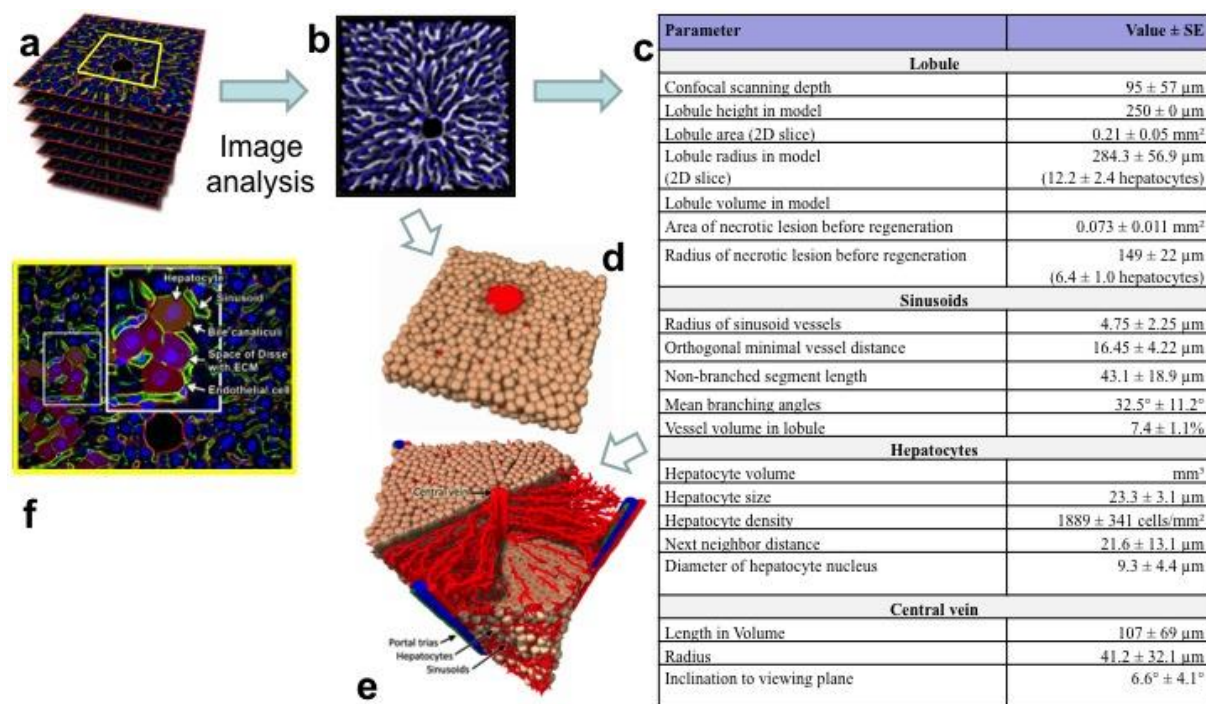 a
b
c
Image
analysis
Hepatocyte
Sinusoid
Bile canaliculus
Space of Disse
with ECM
Endothelial cell
f
d
Central vein
Portal trias
Hepatocytes
Sinusoids
e
Parameter Value ± SE
Lobule
Confocal scanning depth 95 ± 57 µm
Lobule height in model 250 ± 0 µm
Lobule area (2D slice) 0.21 ± 0.05 mm²
Lobule radius in model 284.3 ± 56.9 µm
(2D slice) (12.2 ± 2.4 hepatocytes)
Lobule volume in model
Area of necrotic lesion before regeneration 0.073 ± 0.011 mm²
Radius of necrotic lesion before regeneration 149 ± 22 µm
(6.4 ± 1.0 hepatocytes)
Sinusoids
Radius of sinusoid vessels 4.75 ± 2.25 µm
Orthogonal minimal vessel distance 16.45 ± 4.22 µm
Non-branched segment length 43.1 ± 18.9 µm
Mean branching angles 32.5° ± 11.2°
Vessel volume in lobule 7.4 ± 1.1%
Hepatocytes
Hepatocyte volume mm³
Hepatocyte size 23.3 ± 3.1 µm
Hepatocyte density 1889 ± 341 cells/mm²
Next neighbor distance 21.6 ± 13.1 µm
Diameter of hepatocyte nucleus 9.3 ± 4.4 µm
Central vein
Length in Volume 107 ± 69 µm
Radius 41.2 ± 32.1 µm
Inclination to viewing plane 6.6° ± 4.1°